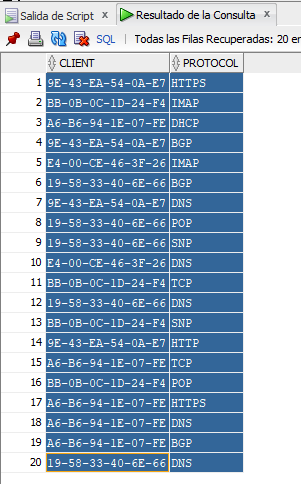 Salida de Script x Resultado de la Consulta x
SQL | Todas las Filas Recuperadas: 20 en
CLIENT PROTOCOL
1 9E-43-EA-54-0A-E7 HTTPS
2 BB-0B-0C-1D-24-F4 IMAP
3 A6-B6-94-1E-07-FE DHCP
4 9E-43-EA-54-0A-E7 BGP
5 E4-00-CE-46-3F-26 IMAP
6 19-58-33-40-6E-66 BGP
7 9E-43-EA-54-0A-E7 DNS
8 19-58-33-40-6E-66 POP
9 19-58-33-40-6E-66 SNP
10 E4-00-CE-46-3F-26 DNS
11 BB-0B-0C-1D-24-F4 TCP
12 19-58-33-40-6E-66 DNS
13 BB-0B-0C-1D-24-F4 SNP
14 9E-43-EA-54-0A-E7 HTTP
15 A6-B6-94-1E-07-FE TCP
16 BB-0B-0C-1D-24-F4 POP
17 A6-B6-94-1E-07-FE HTTPS
18 A6-B6-94-1E-07-FE DNS
19 A6-B6-94-1E-07-FE BGP
20 19-58-33-40-6E-66 DNS